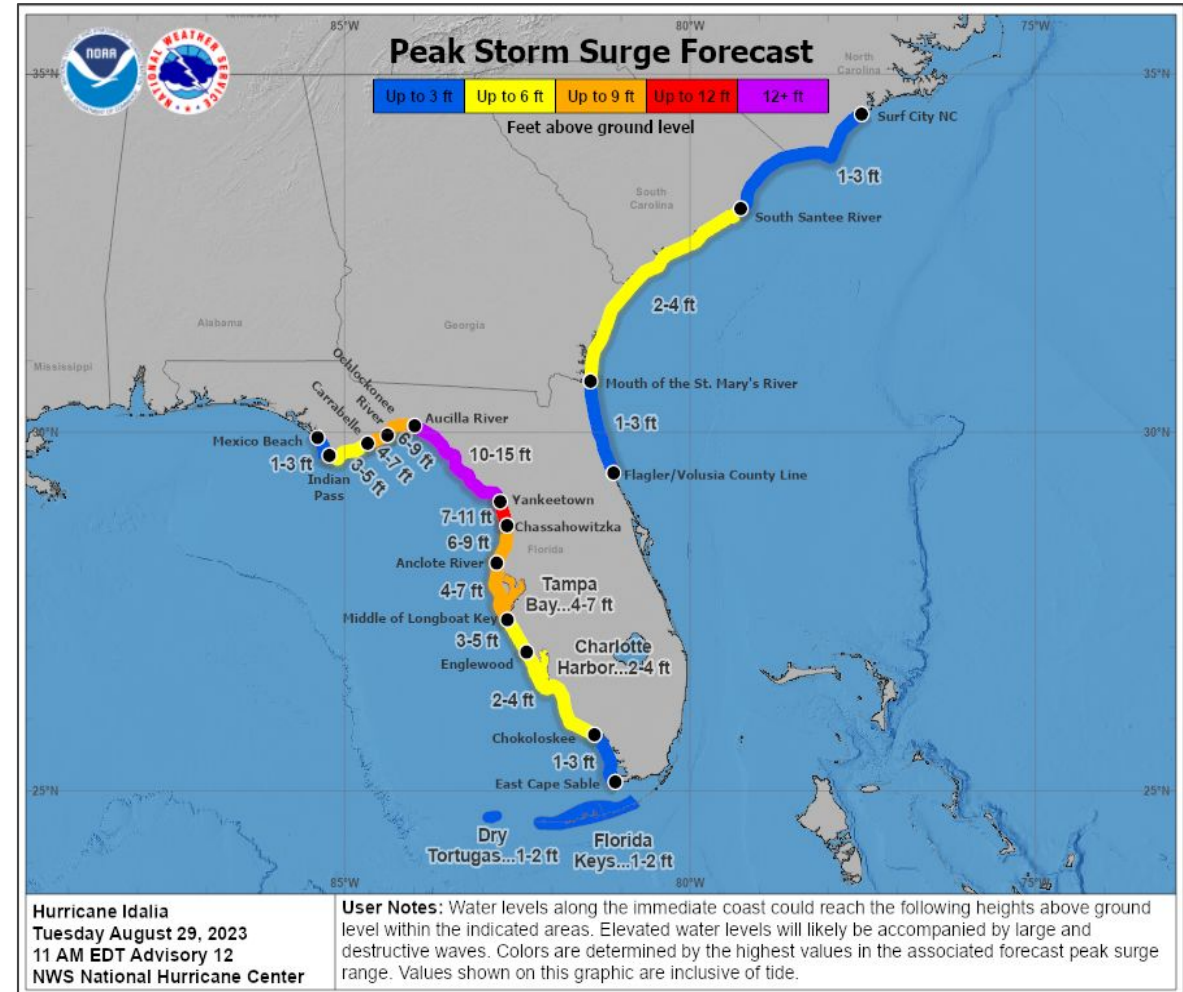 NOAA
NATIONAL WEATHER SERVICE
Peak Storm Surge Forecast
Up to 3 ft
Up to 6 ft
Up to 9 ft
Up to 12 ft
12+ ft
Feet above ground level
85°W
80°W
75°W
35°N
35°N
North
Carolina
Surf City NC
1-3 ft
South
Carolina
South Santee River
2-4 ft
Alabama
Georgia
Mississippi
Mouth of the St. Mary's River
1-3 ft
Flagler/Volusia County Line
30°N
30°N
Mexico Beach
1-3 ft
Indian
Pass
3-5 ft
Carrabelle
4-7 ft
Ochlockonee
River
6-9 ft
Aucilla River
10-15 ft
Yankeetown
7-11 ft
Chassahowitzka
6-9 ft
Florida
Anclote River
4-7 ft
Tampa
Bay...4-7 ft
Middle of Longboat Key
3-5 ft
Charlotte
Harbor...2-4 ft
Englewood
2-4 ft
Chokoloskee
1-3 ft
East Cape Sable
25°N
25°N
Dry
Tortugas...1-2 ft
Florida
Keys...1-2 ft
85°W
80°W
75°W
Hurricane Idalia
Tuesday August 29, 2023
11 AM EDT Advisory 12
NWS National Hurricane Center
User Notes: Water levels along the immediate coast could reach the following heights above ground
level within the indicated areas. Elevated water levels will likely be accompanied by large and
destructive waves. Colors are determined by the highest values in the associated forecast peak surge
range. Values shown on this graphic are inclusive of tide.